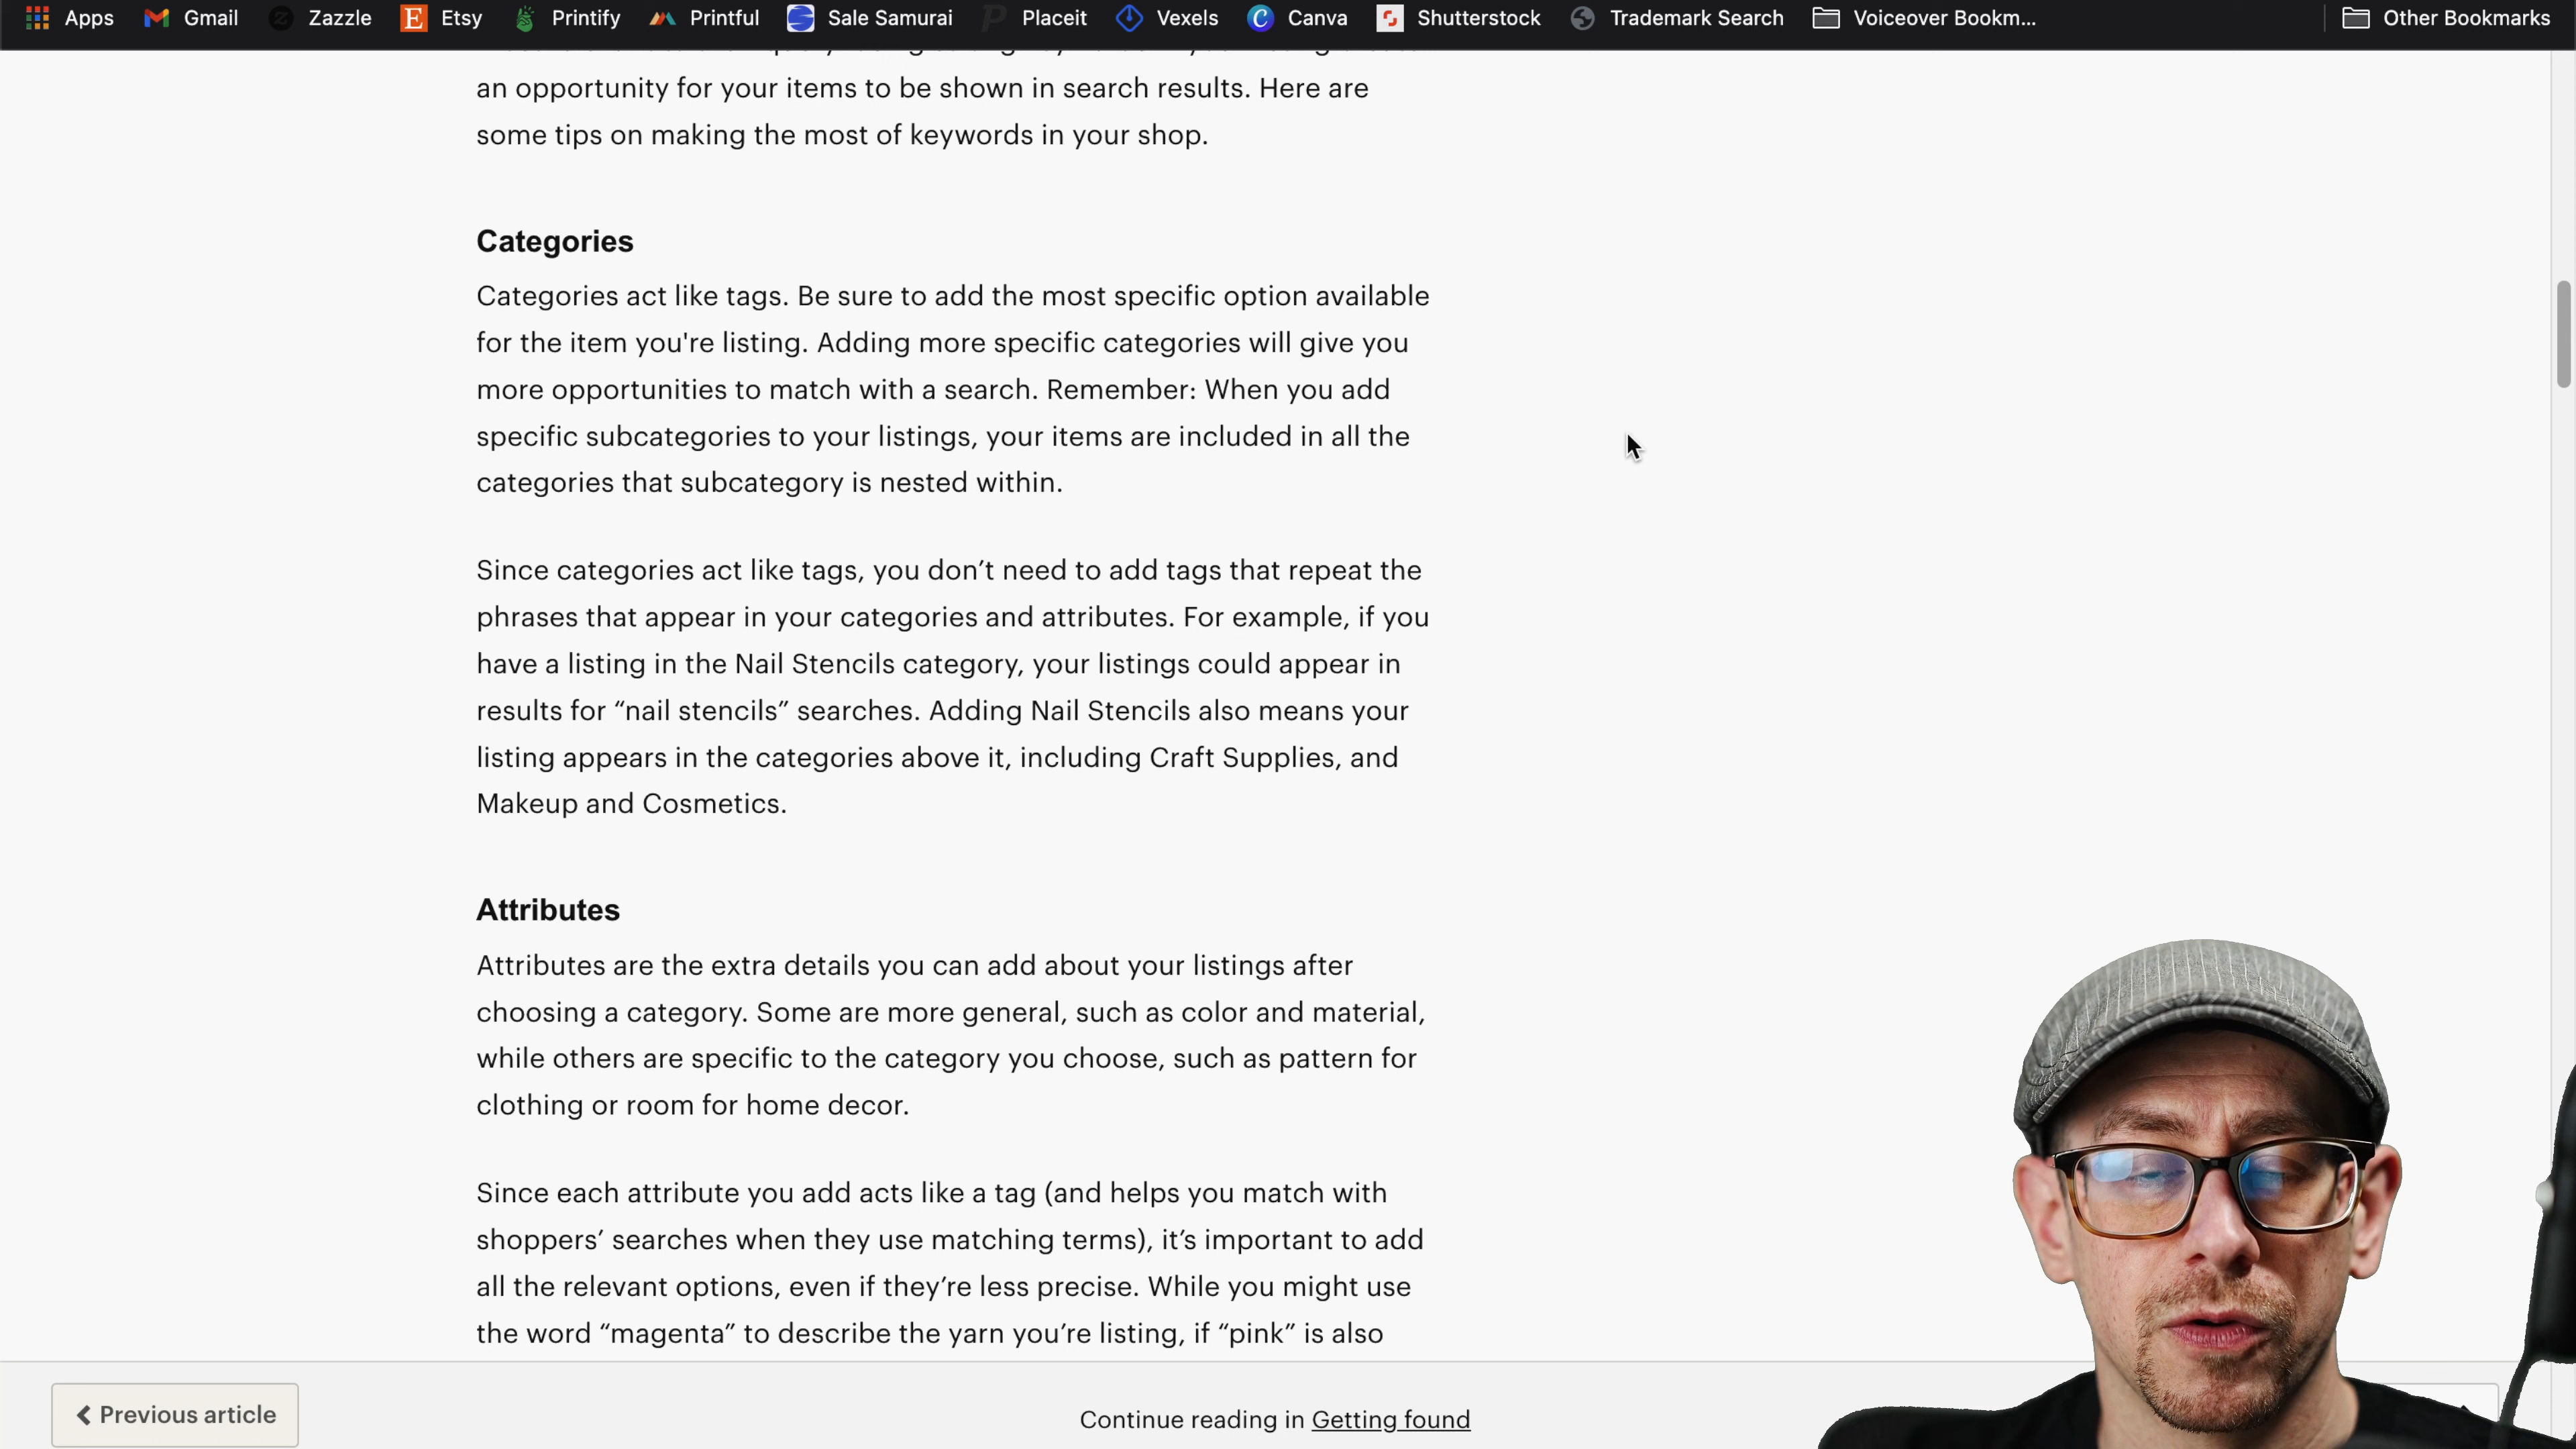 Apps Gmail Zazzle Etsy Printify Printful Sale Samurai Placeit Vexels Canva Shutterstock Trademark Search Voiceover Bookm... Other Bookmarks
an opportunity for your items to be shown in search results. Here are
some tips on making the most of keywords in your shop.
Categories
Categories act like tags. Be sure to add the most specific option available
for the item you're listing. Adding more specific categories will give you
more opportunities to match with a search. Remember: When you add
specific subcategories to your listings, your items are included in all the
categories that subcategory is nested within.
Since categories act like tags, you don’t need to add tags that repeat the
phrases that appear in your categories and attributes. For example, if you
have a listing in the Nail Stencils category, your listings could appear in
results for “nail stencils” searches. Adding Nail Stencils also means your
listing appears in the categories above it, including Craft Supplies, and
Makeup and Cosmetics.
Attributes
Attributes are the extra details you can add about your listings after
choosing a category. Some are more general, such as color and material,
while others are specific to the category you choose, such as pattern for
clothing or room for home decor.
Since each attribute you add acts like a tag (and helps you match with
shoppers’ searches when they use matching terms), it’s important to add
all the relevant options, even if they’re less precise. While you might use
the word “magenta” to describe the yarn you’re listing, if “pink” is also
Previous article
Continue reading in Getting found